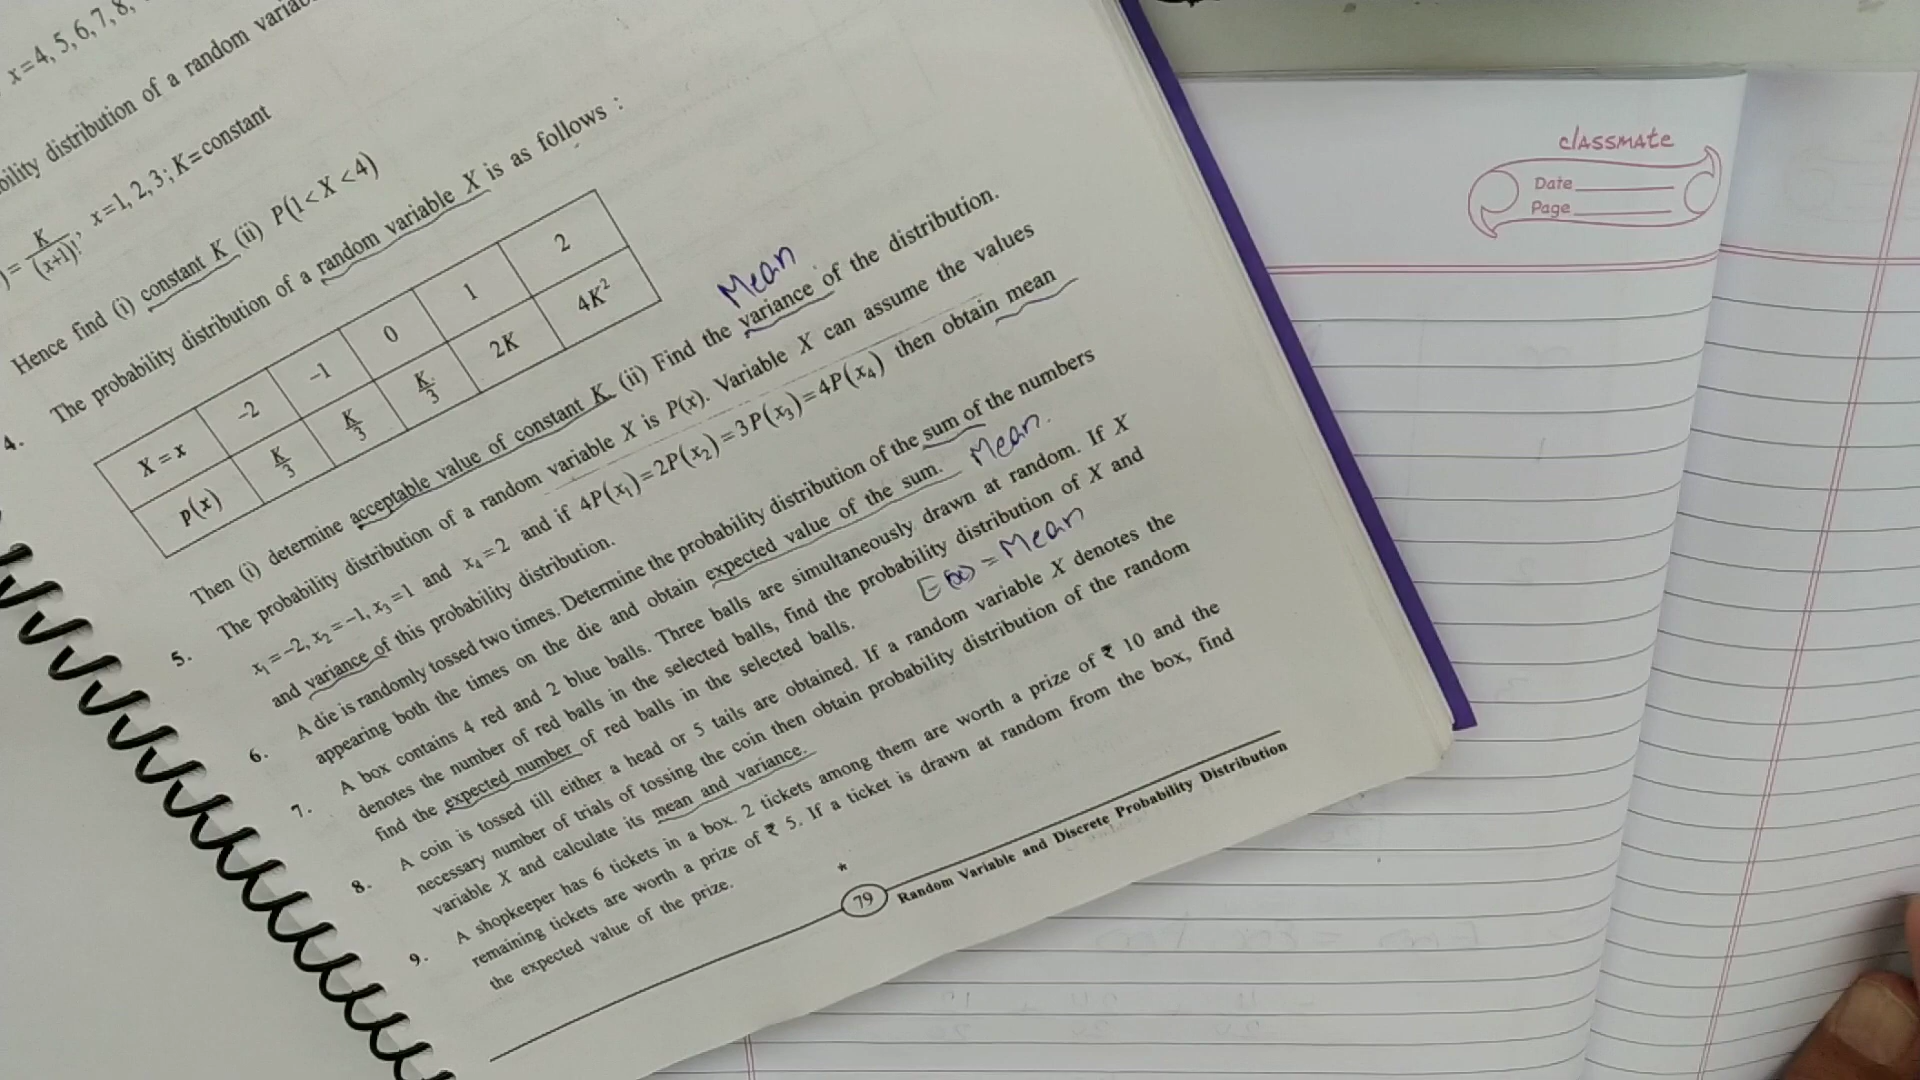 x=4, 5, 6, 7, 8,
bility distribution of a random
= K/(x+1)!, x=1, 2, 3; K=constant
Hence find (i) constant K (ii) P(1<X<4)
4. The probability distribution of a random variable X is as follows :
X = x -2 -1 0 1 2
p(x) K/3 K/3 K/3 2K 4K²
Mean
Then (i) determine acceptable value of constant K. (ii) Find the variance of the distribution.
5. The probability distribution of a random variable X is P(x). Variable X can assume the values
x₁=-2, x₂=-1, x₃=1 and x₄=2 and if 4P(x₁)=2P(x₂)=3P(x₃)=4P(x₄) then obtain mean
and variance of this probability distribution.
6. A die is randomly tossed two times. Determine the probability distribution of the sum of the numbers
appearing both the times on the die and obtain expected value of the sum. Mean.
7. A box contains 4 red and 2 blue balls. Three balls are simultaneously drawn at random. If X
denotes the number of red balls in the selected balls, find the probability distribution of X and
find the expected number of red balls in the selected balls. E(x) = Mean
8. A coin is tossed till either a head or 5 tails are obtained. If a random variable X denotes the
necessary number of trials of tossing the coin then obtain probability distribution of the random
variable X and calculate its mean and variance.
9. A shopkeeper has 6 tickets in a box. 2 tickets among them are worth a prize of ₹ 10 and the
remaining tickets are worth a prize of ₹ 5. If a ticket is drawn at random from the box, find
the expected value of the prize.
*
79
Random Variable and Discrete Probability Distribution
classmate
Date
Page